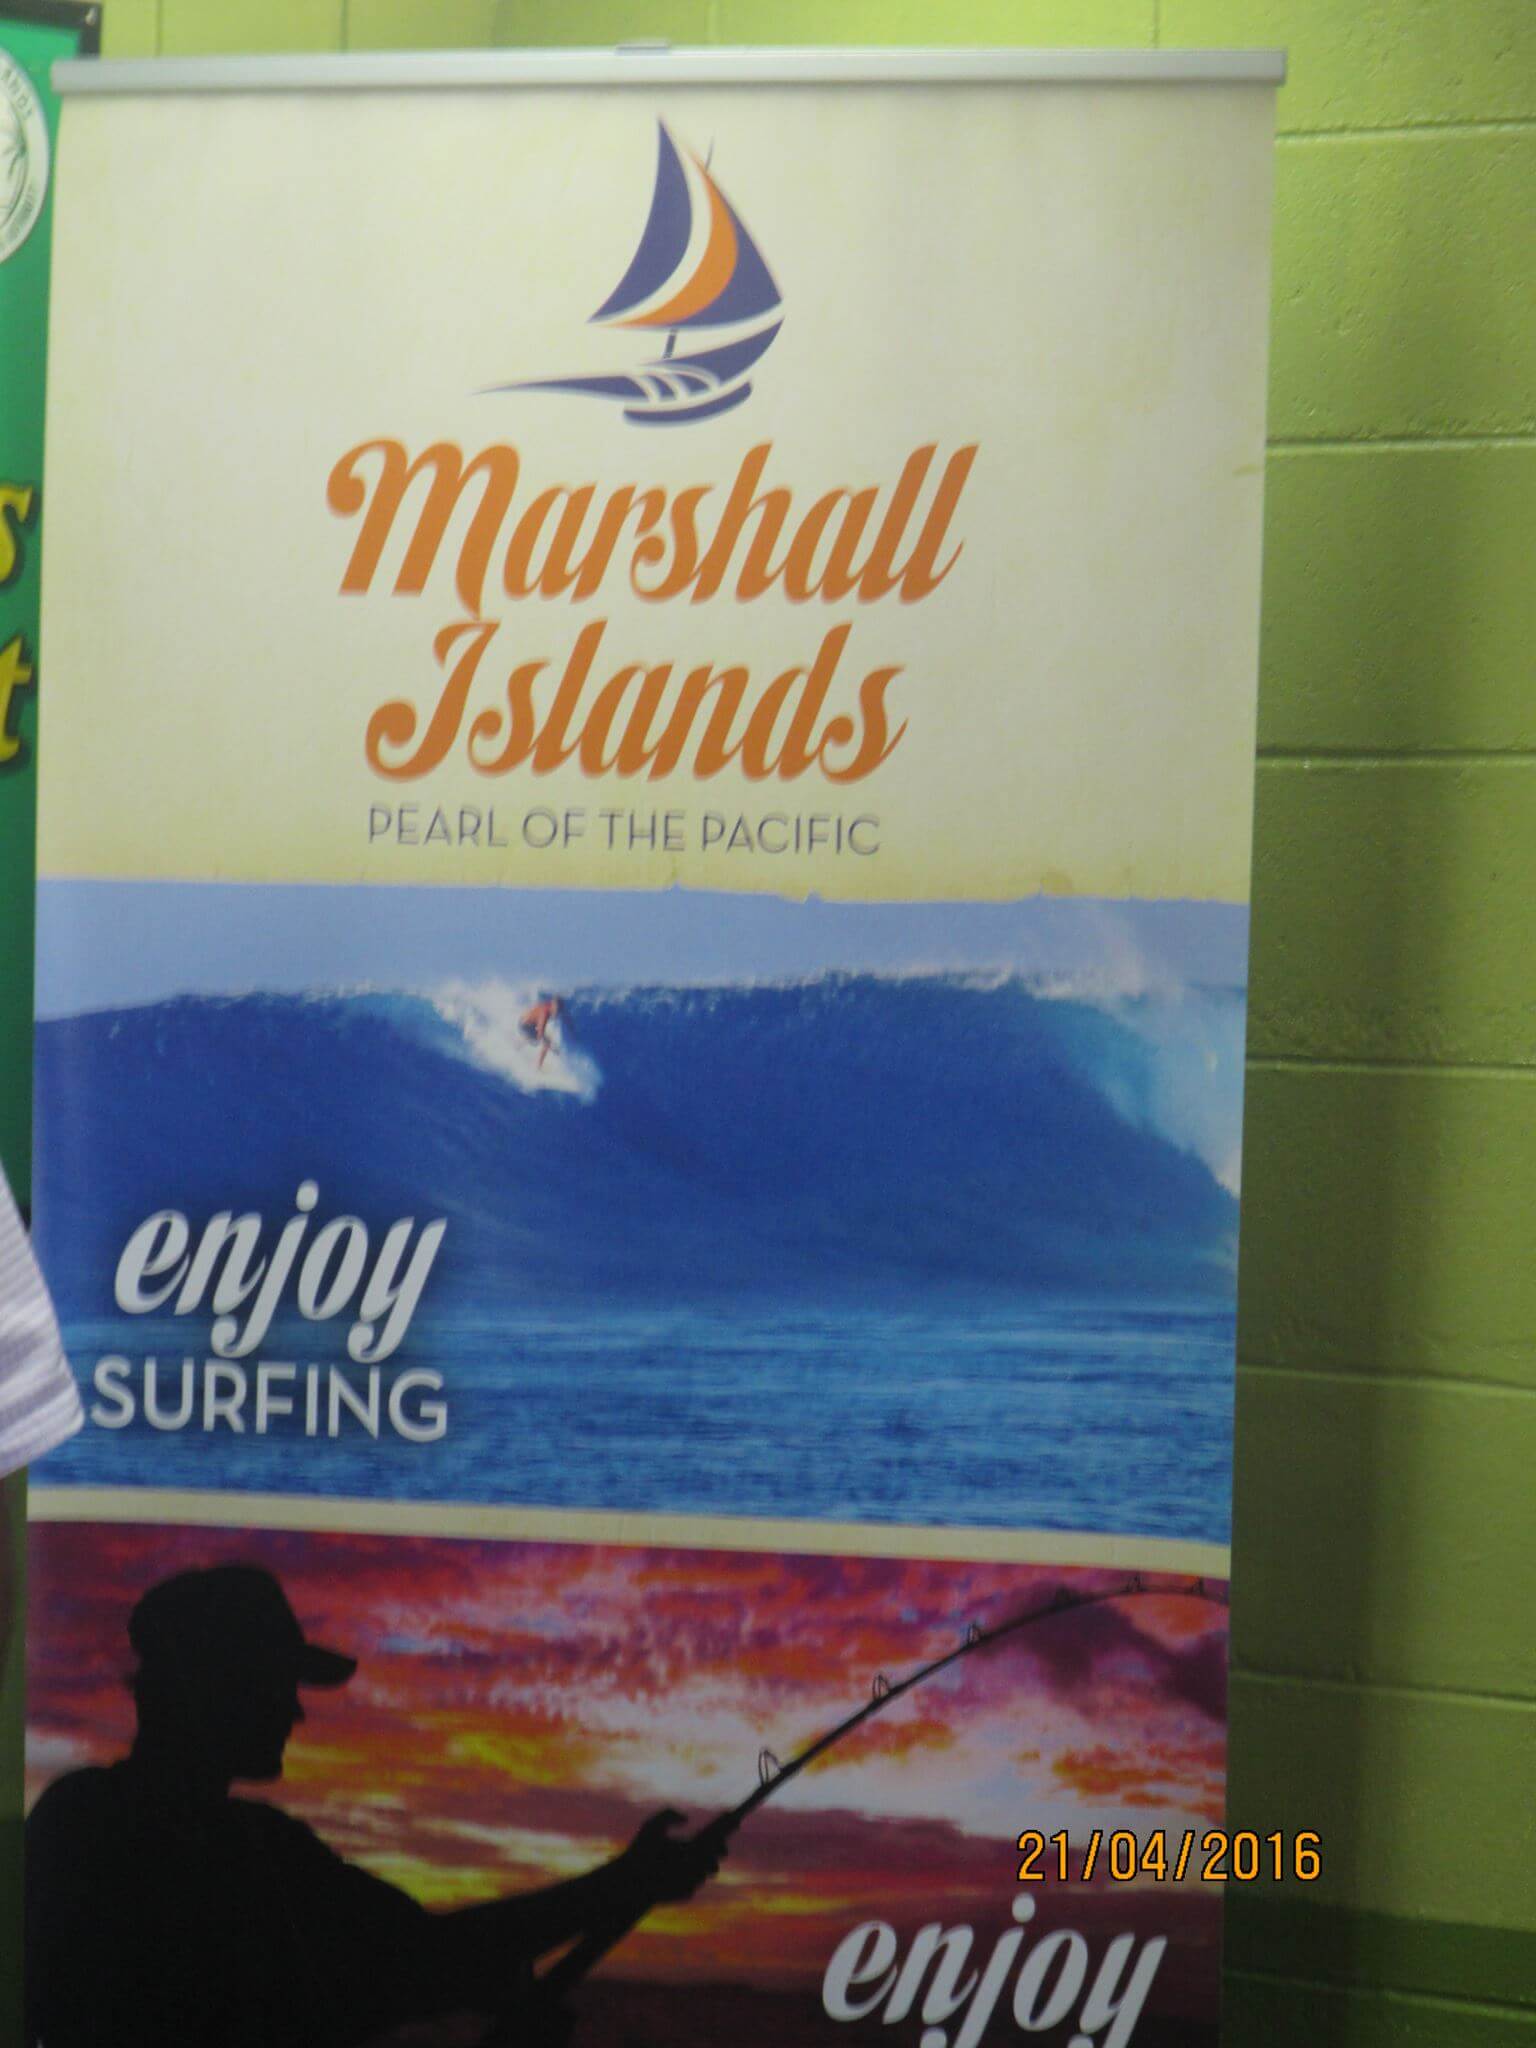 Marshall
Islands
PEARL OF THE PACIFIC
enjoy
SURFING
21/04/2016
enjoy
s
t